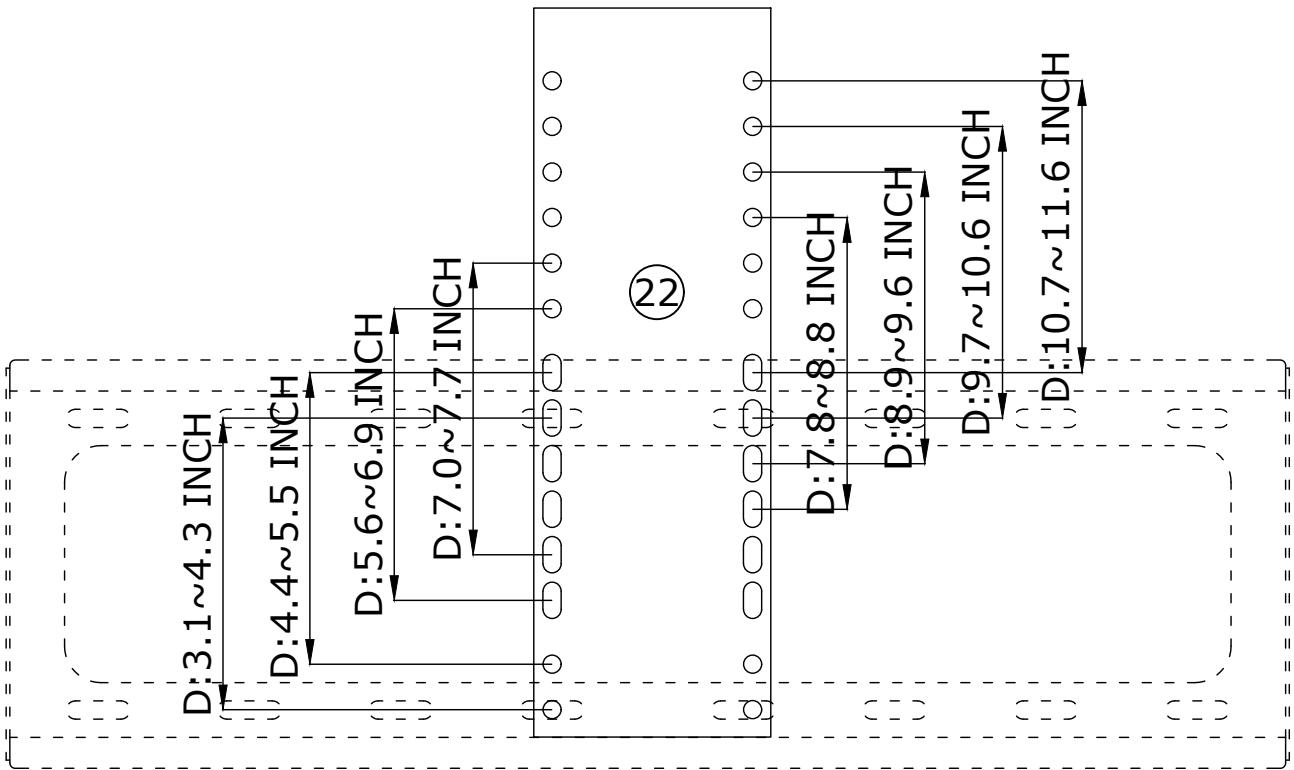 D:3.1~4.3 INCH
D:4.4~5.5 INCH
D:5.6~6.9 INCH
D:7.0~7.7 INCH
22
D:7.8~8.8 INCH
D:8.9~9.6 INCH
D:9.7~10.6 INCH
D:10.7~11.6 INCH